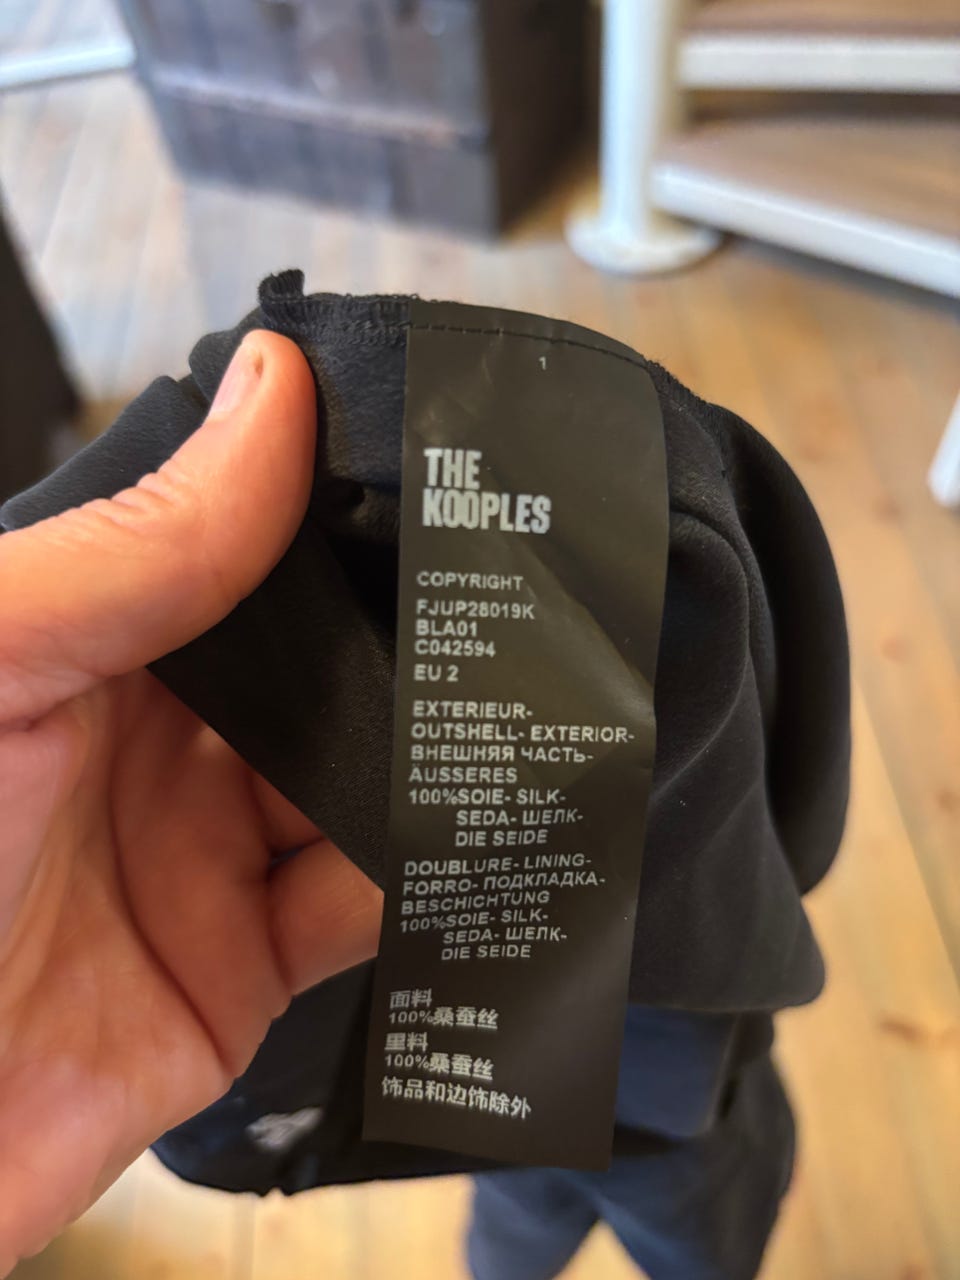 1
THE
KOOPLES
COPYRIGHT
FJUP28019K
BLA01
C042594
EU 2
EXTERIEUR-
OUTSHELL- EXTERIOR-
ВНЕШНЯЯ ЧАСТЬ-
ÄUSSERES
100%SOIE- SILK-
SEDA- ШЕЛК-
DIE SEIDE
DOUBLURE- LINING-
FORRO- ПОДКЛАДКА-
BESCHICHTUNG
100%SOIE- SILK-
SEDA- ШЕЛК-
DIE SEIDE
面料
100%桑蚕丝
里料
100%桑蚕丝
饰品和边饰除外